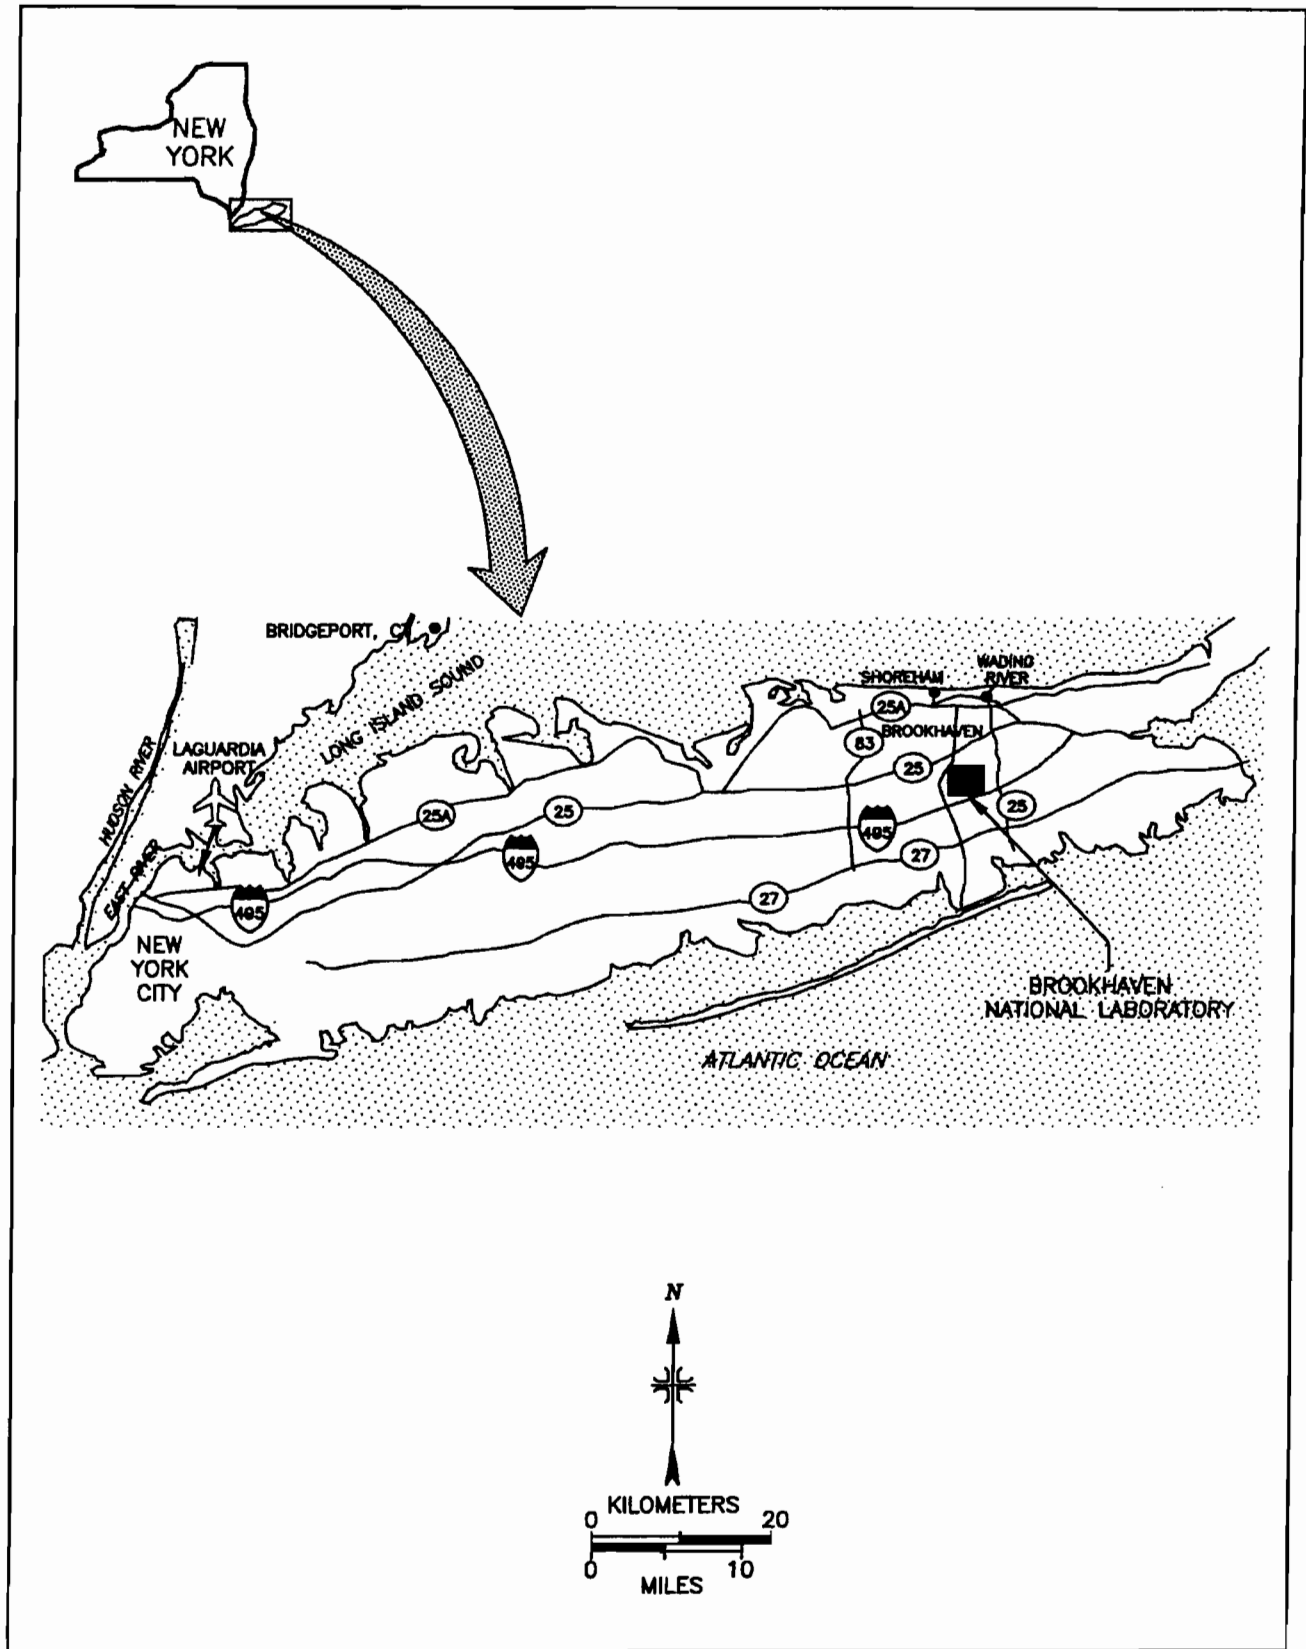 NEW
YORK
BRIDGEPORT, CT
LONG ISLAND SOUND
HUDSON RIVER
LAGUARDIA
AIRPORT
EAST RIVER
NEW
YORK
CITY
SHOREHAM
WADING
RIVER
25A
83
BROOKHAVEN
25
25A
25
25
495
495
495
27
27
BROOKHAVEN
NATIONAL LABORATORY
ATLANTIC OCEAN
N
KILOMETERS
0 20
0 10
MILES